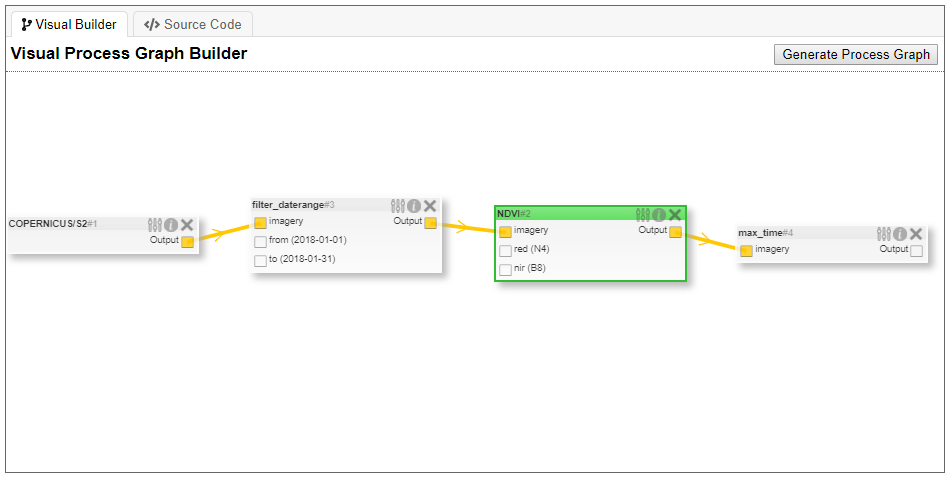 Visual Builder
Source Code
Visual Process Graph Builder
Generate Process Graph
COPERNICUS/S2#1
Output
filter_daterange#3
imagery
Output
from (2018-01-01)
to (2018-01-31)
NDVI#2
imagery
Output
red (N4)
nir (B8)
max_time#4
imagery
Output